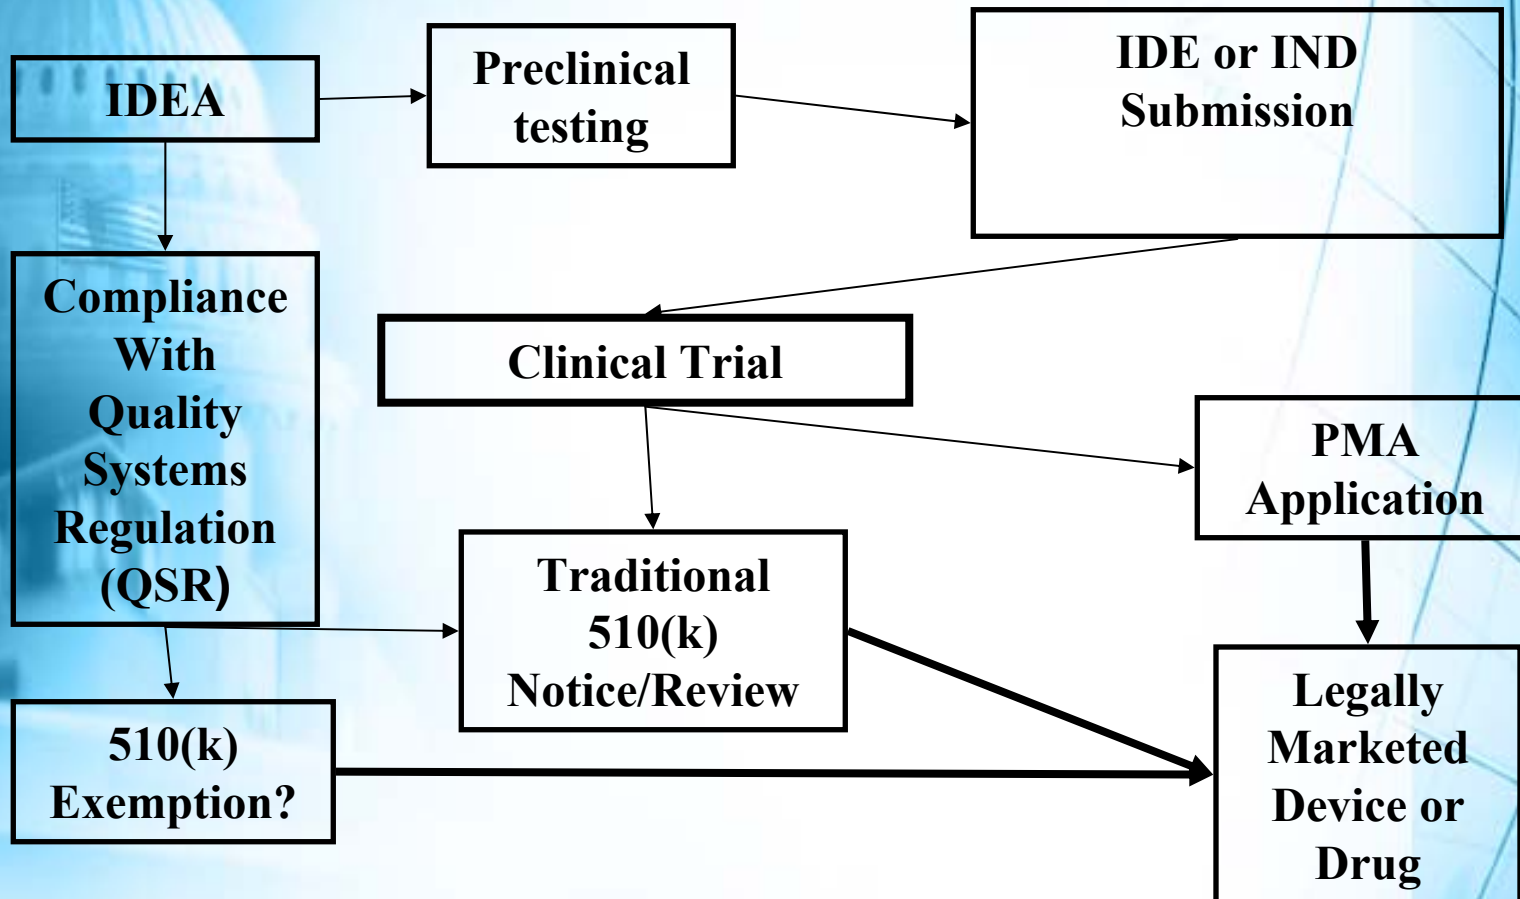 IDEA
Preclinical
testing
IDE or IND
Submission
Compliance
With
Quality
Systems
Regulation
(QSR)
Clinical Trial
PMA
Application
Traditional
510(k)
Notice/Review
510(k)
Exemption?
Legally
Marketed
Device or
Drug